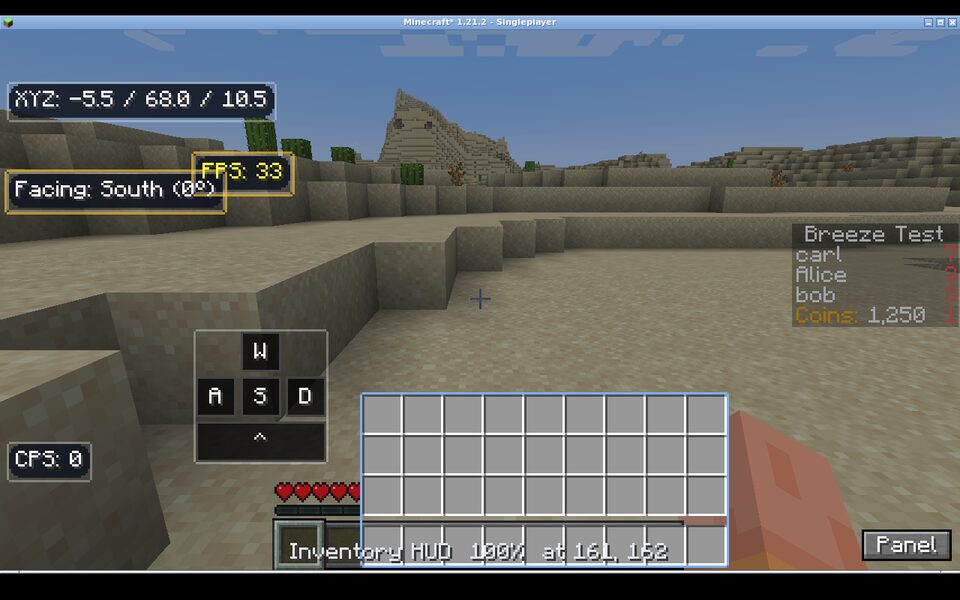 Minecraft* 1.21.2 - Singleplayer
XYZ: -5.5 / 68.0 / 10.5
FPS: 33
Facing: South (0°)
Breeze Test
carl
Alice
bob
Coins: 1,250 1
W
A S D
^
CPS: 0
Inventory HUD 100% at 161, 162
Panel